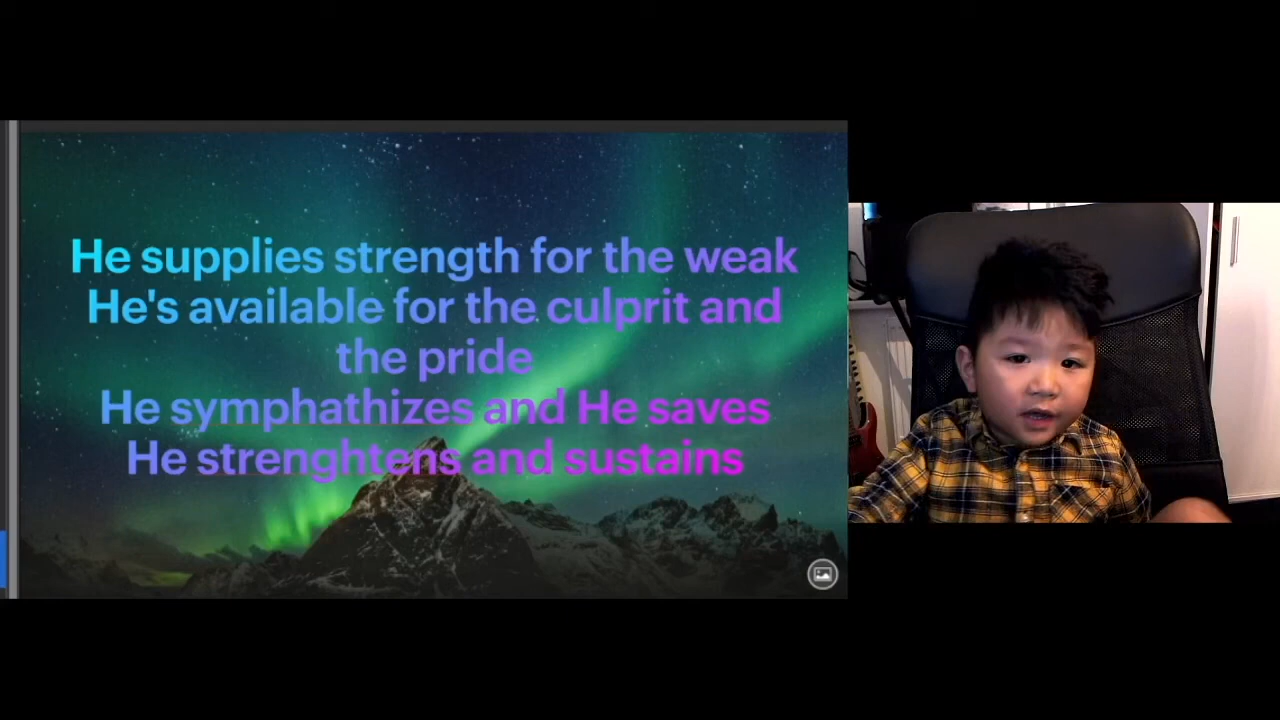 He supplies strength for the weak
He's available for the culprit and
the pride
He symphathizes and He saves
He strenghtens and sustains